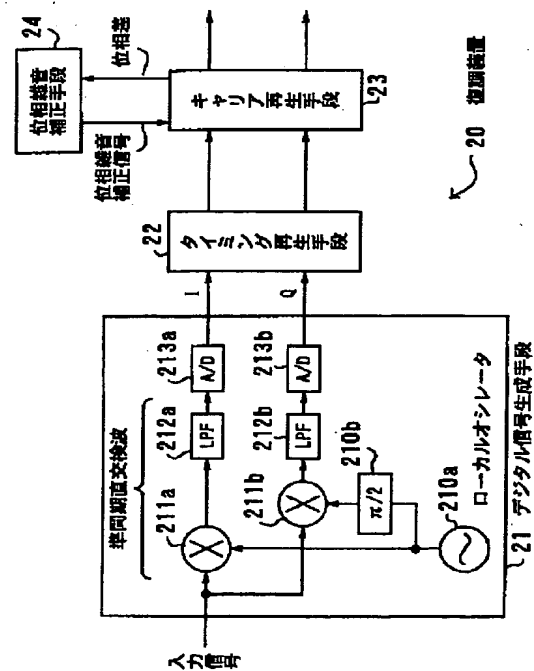 24
位相雑音
補正手段
位相差
位相雑音
補正信号
キャリア再生手段
23
20 復調装置
22
タイミング再生手段
I
Q
準同期直交検波
211a
212a
213a
LPF
A/D
211b
212b
213b
LPF
A/D
210b
π/2
210a
ローカルオシレータ
21 デジタル信号生成手段
入力信号